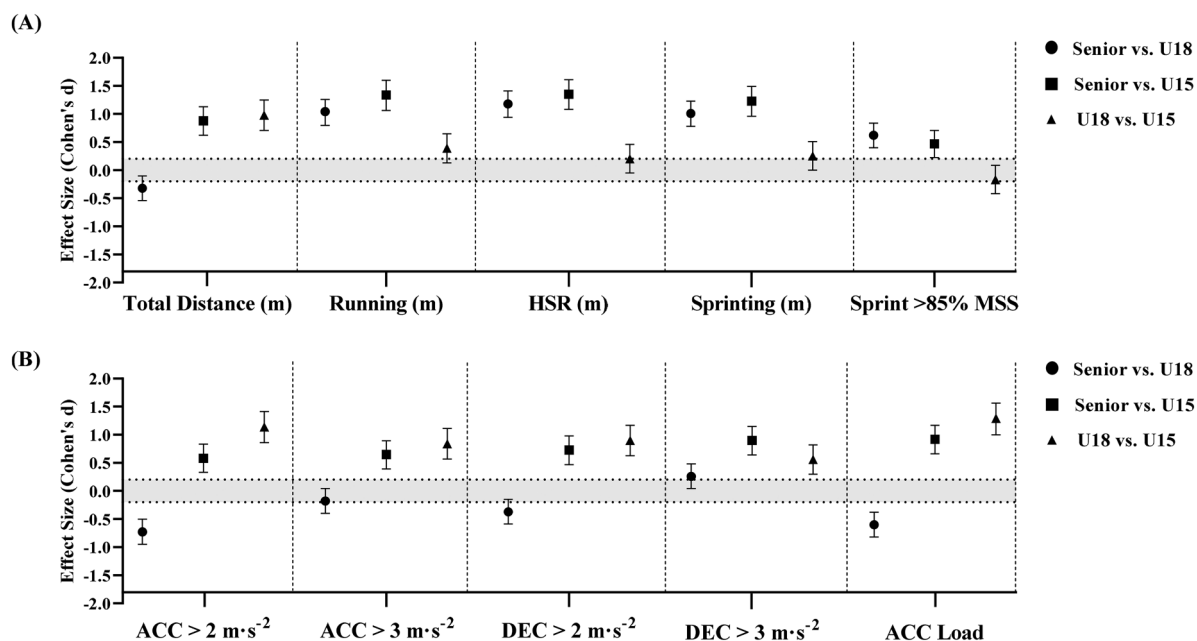 (A)
Effect Size (Cohen's d)
2.0
1.5
1.0
0.5
0.0
-0.5
-1.0
-1.5
-2.0
Total Distance (m) Running (m) HSR (m) Sprinting (m) Sprint >85% MSS
Senior vs. U18
Senior vs. U15
U18 vs. U15
(B)
Effect Size (Cohen's d)
2.0
1.5
1.0
0.5
0.0
-0.5
-1.0
-1.5
-2.0
ACC > 2 m·s⁻² ACC > 3 m·s⁻² DEC > 2 m·s⁻² DEC > 3 m·s⁻² ACC Load
Senior vs. U18
Senior vs. U15
U18 vs. U15